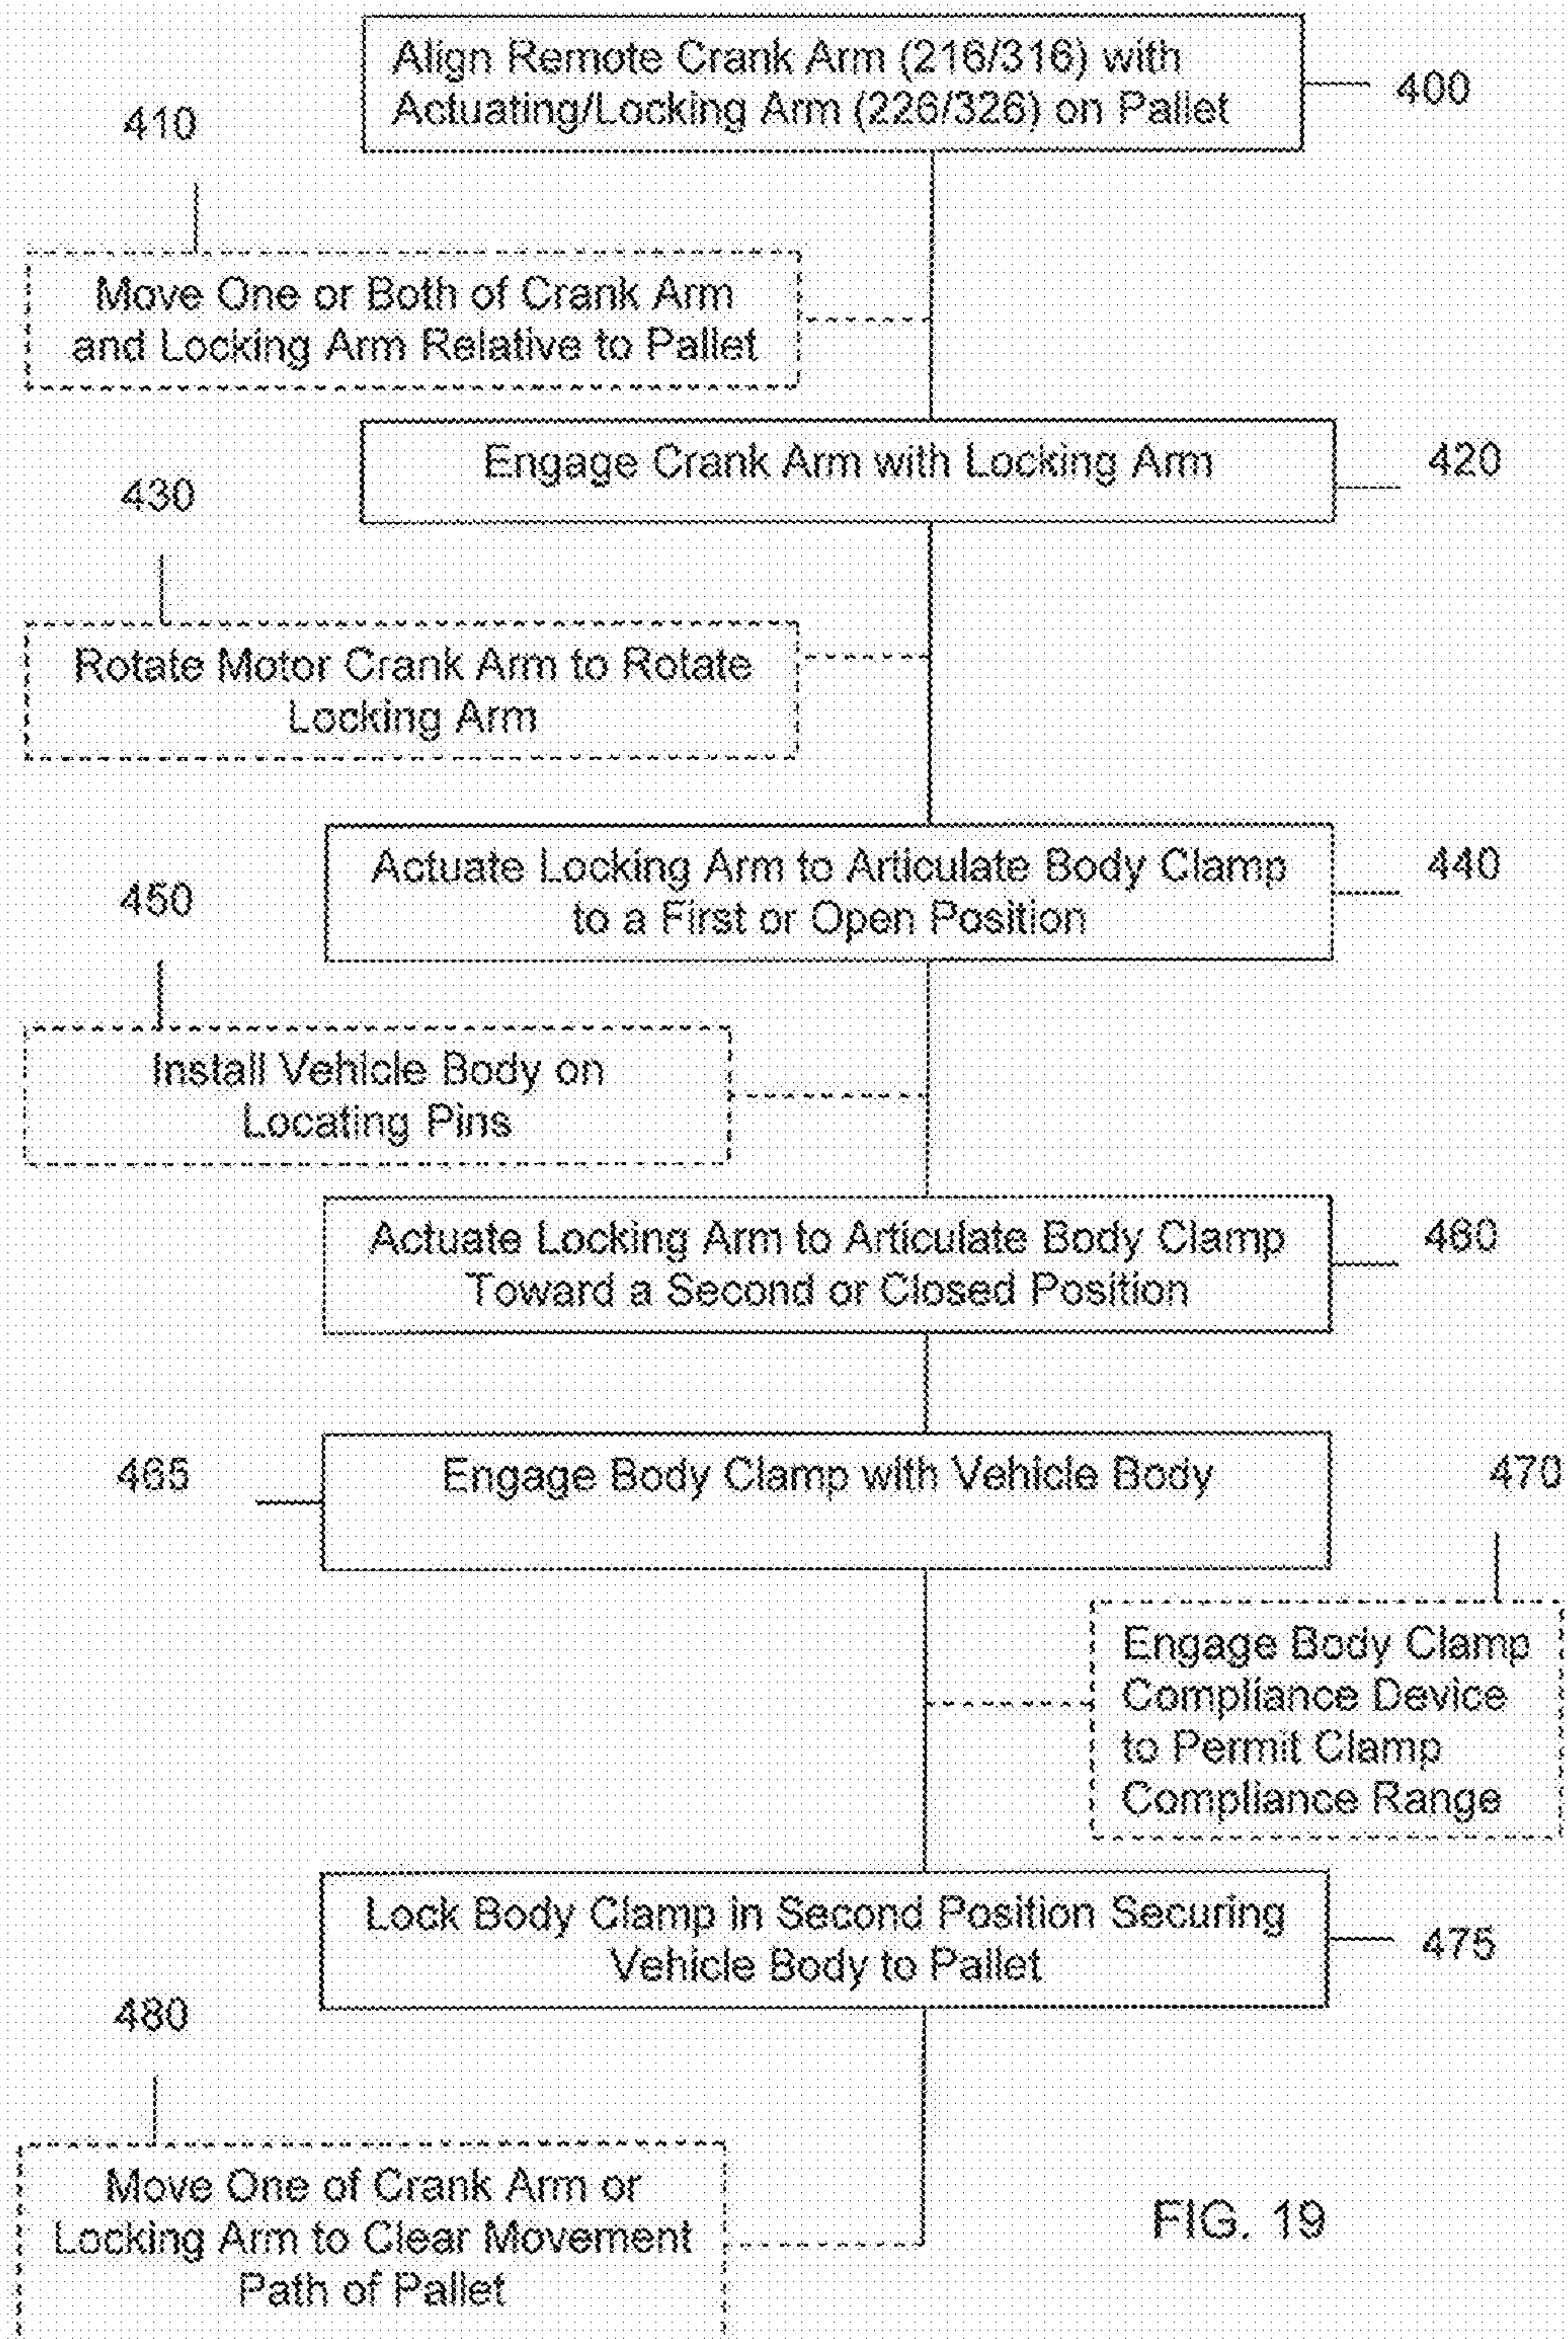 Align Remote Crank Arm (216/316) with
Actuating/Locking Arm (226/326) on Pallet
400
410
Move One or Both of Crank Arm
and Locking Arm Relative to Pallet
Engage Crank Arm with Locking Arm
420
430
Rotate Motor Crank Arm to Rotate
Locking Arm
Actuate Locking Arm to Articulate Body Clamp
to a First or Open Position
440
450
Install Vehicle Body on
Locating Pins
Actuate Locking Arm to Articulate Body Clamp
Toward a Second or Closed Position
460
465
Engage Body Clamp with Vehicle Body
470
Engage Body Clamp
Compliance Device
to Permit Clamp
Compliance Range
Lock Body Clamp in Second Position Securing
Vehicle Body to Pallet
475
480
Move One of Crank Arm or
Locking Arm to Clear Movement
Path of Pallet
FIG. 19